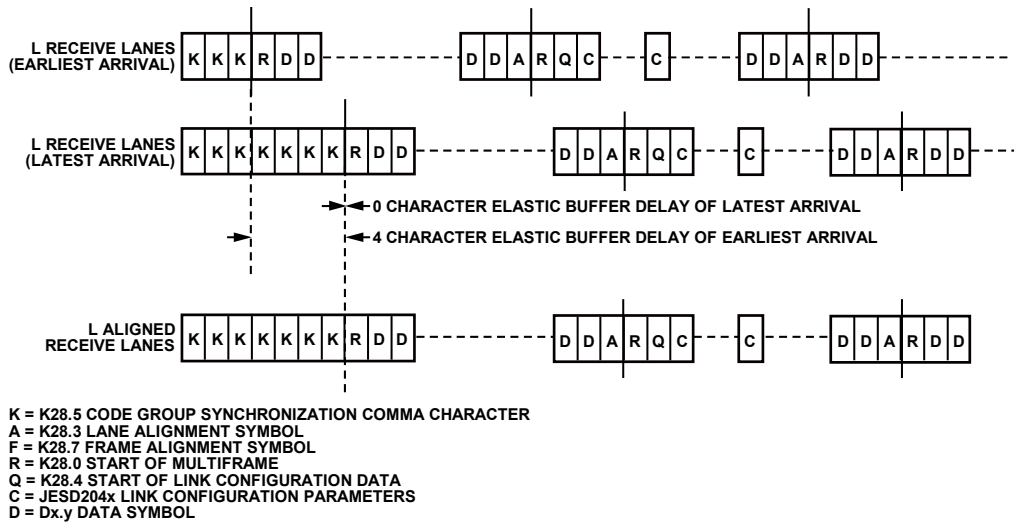 L RECEIVE LANES
(EARLIEST ARRIVAL)
K K K R D D
D D A R Q C
C
D D A R D D
L RECEIVE LANES
(LATEST ARRIVAL)
K K K K K K K R D D
D D A R Q C
C
D D A R D D
0 CHARACTER ELASTIC BUFFER DELAY OF LATEST ARRIVAL
4 CHARACTER ELASTIC BUFFER DELAY OF EARLIEST ARRIVAL
L ALIGNED
RECEIVE LANES
K K K K K K K R D D
D D A R Q C
C
D D A R D D
K = K28.5 CODE GROUP SYNCHRONIZATION COMMA CHARACTER
A = K28.3 LANE ALIGNMENT SYMBOL
F = K28.7 FRAME ALIGNMENT SYMBOL
R = K28.0 START OF MULTIFRAME
Q = K28.4 START OF LINK CONFIGURATION DATA
C = JESD204x LINK CONFIGURATION PARAMETERS
D = Dx.y DATA SYMBOL